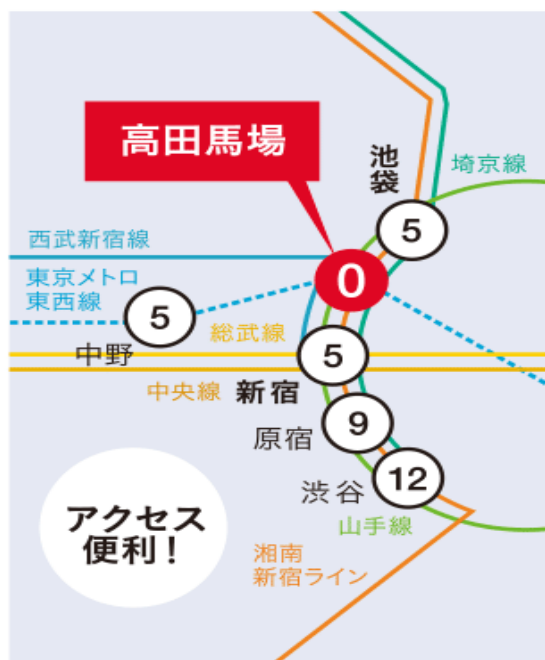 高田馬場
池袋
埼京線
5
西武新宿線
0
東京メトロ
東西線
5
中野
総武線
5
中央線
新宿
9
原宿
12
渋谷
アクセス
便利！
山手線
湘南
新宿ライン